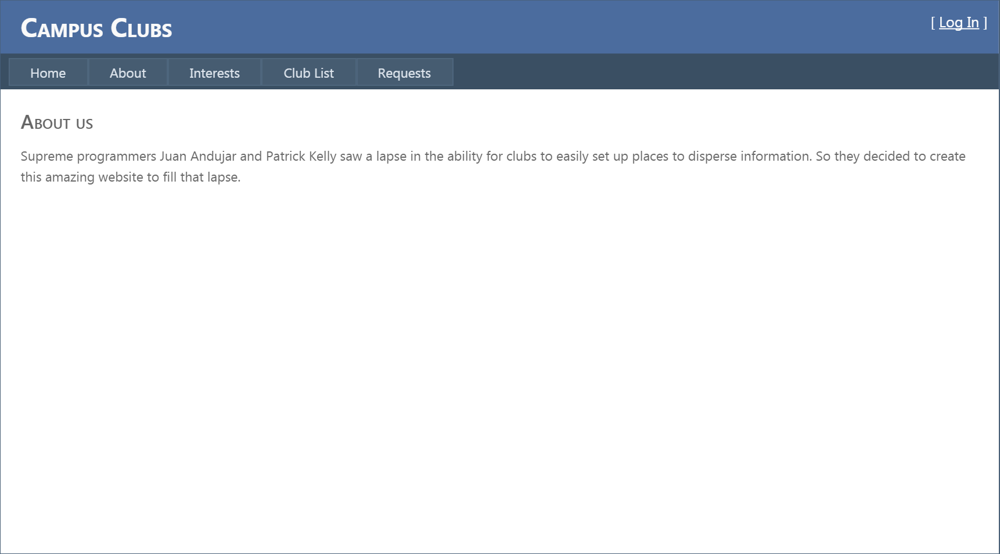 Campus Clubs
[ Log In ]
Home About Interests Club List Requests
About us
Supreme programmers Juan Andujar and Patrick Kelly saw a lapse in the ability for clubs to easily set up places to disperse information. So they decided to create
this amazing website to fill that lapse.